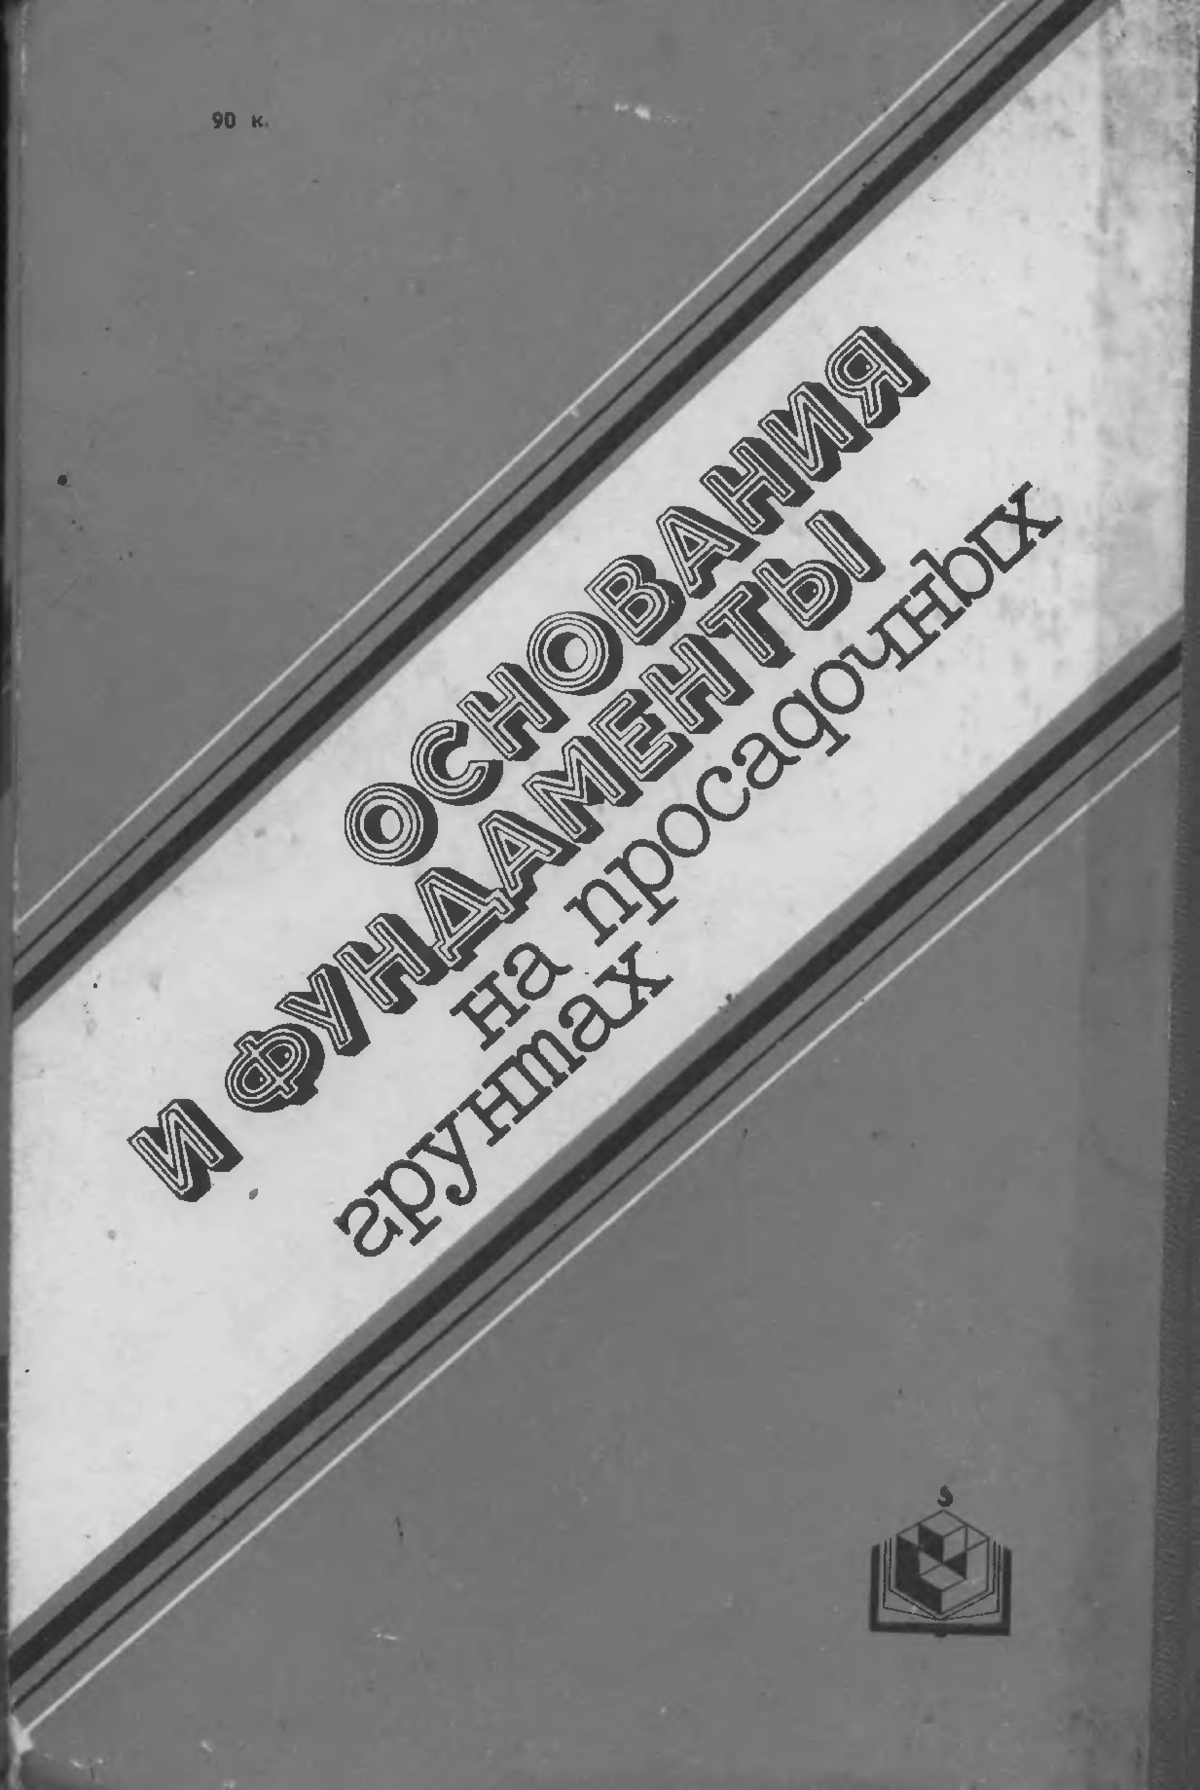 90 к.
ОСНОВАНИЯ
И ФУНДАМЕНТЫ
на просадочных
грунтах